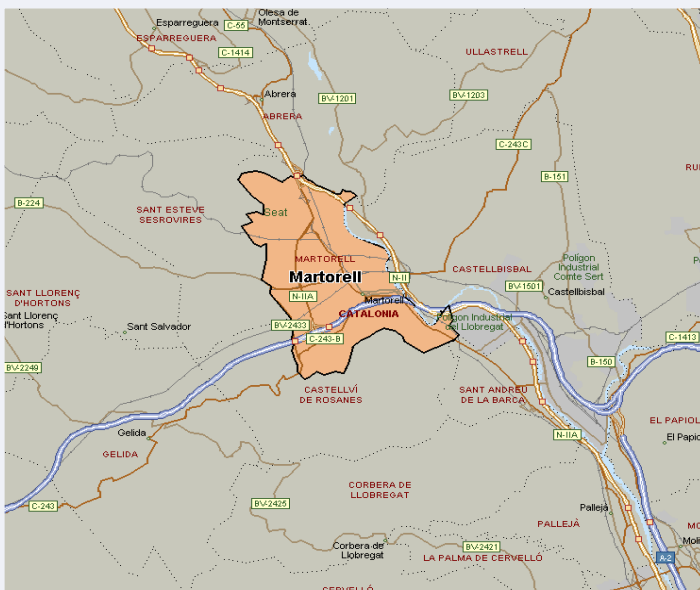 Olesa de
Montserrat
Esparreguera
C-55
ESPARREGUERA
C-1414
ULLASTRELL
Abrera
BV-1201
BV-1203
ABRERA
C-243C
B-151
B-224
SANT ESTEVE
SESROVIRES
Seat
MARTORELL
Martorell
N-II
CASTELLBISBAL
Polígon
Industrial
Comte Sert
BV-1501
Castellbisbal
SANT LLORENÇ
D'HORTONS
Sant Llorenç
d'Hortons
N-IIA
Martorell
CATALONIA
Polígon Industrial
del Llobregat
Sant Salvador
BV-2433
C-243-B
C-1413
B-150
BV-2249
CASTELLVÍ
DE ROSANES
SANT ANDREU
DE LA BARCA
Gelida
GELIDA
N-IIA
EL PAPIOL
El Papio
CORBERA DE
LLOBREGAT
C-243
BV-2425
Pallejà
PALLEJÀ
Corbera de
Llobregat
BV-2421
LA PALMA DE CERVELLÓ
A-2
MO
Moli
CERVELLÓ